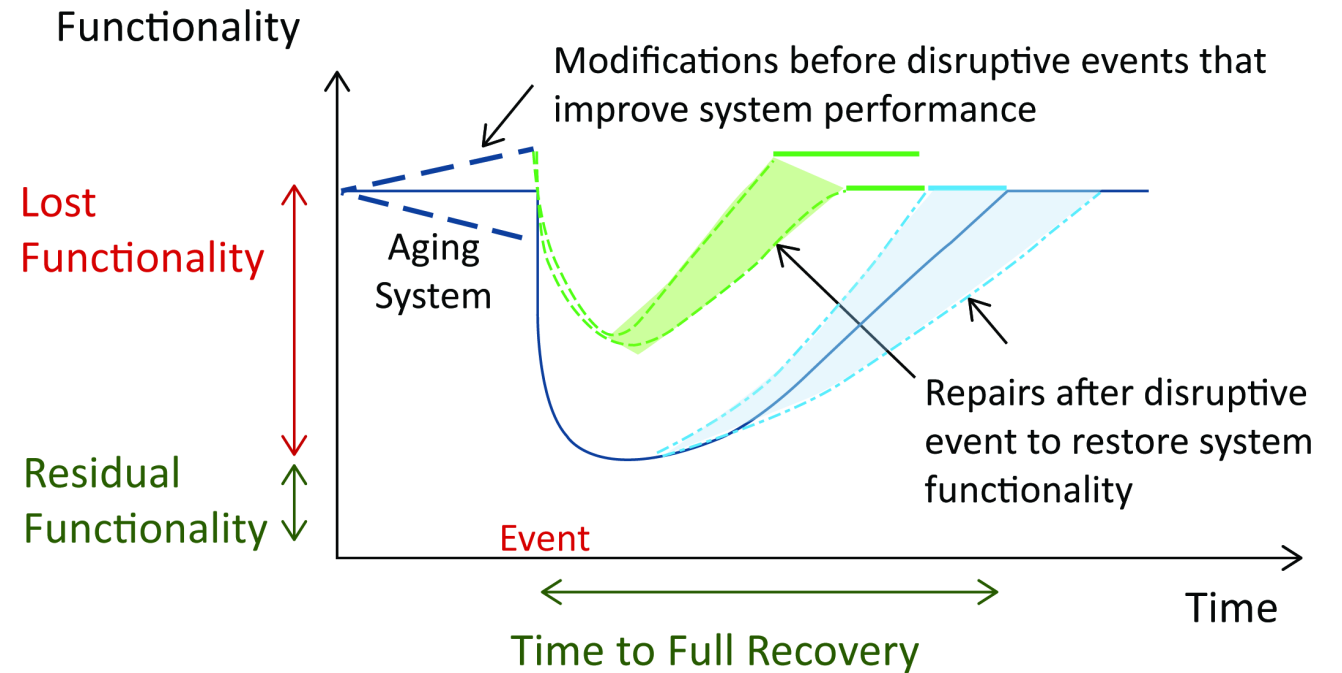 Functionality
Modifications before disruptive events that
improve system performance
Lost
Functionality
Aging
System
Repairs after disruptive
event to restore system
functionality
Residual
Functionality
Event
Time
Time to Full Recovery